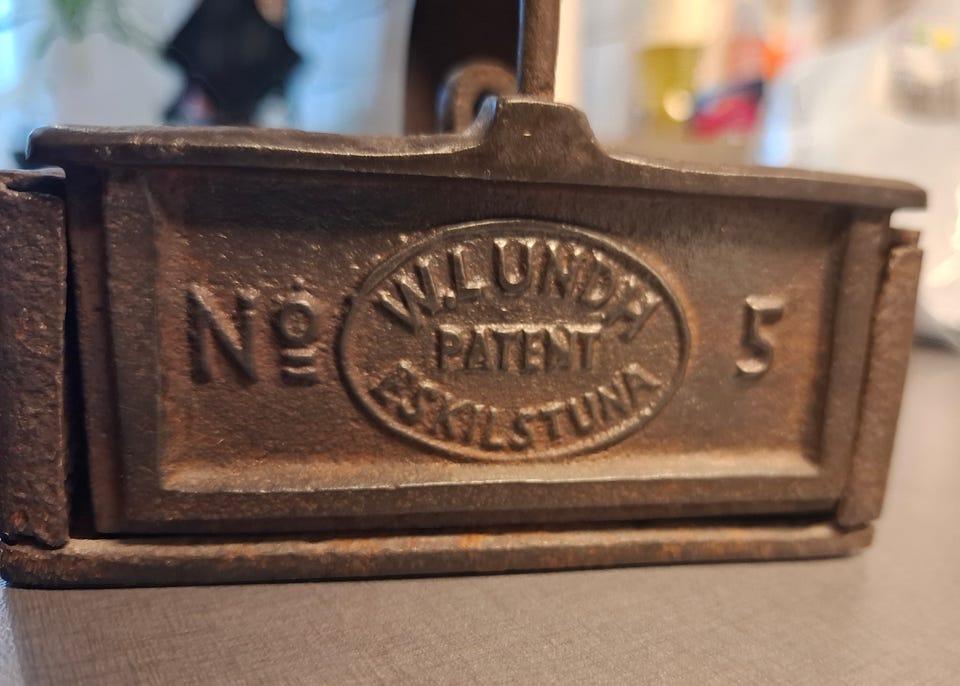 Nº
W. LUNDH
PATENT
ESKILSTUNA
5